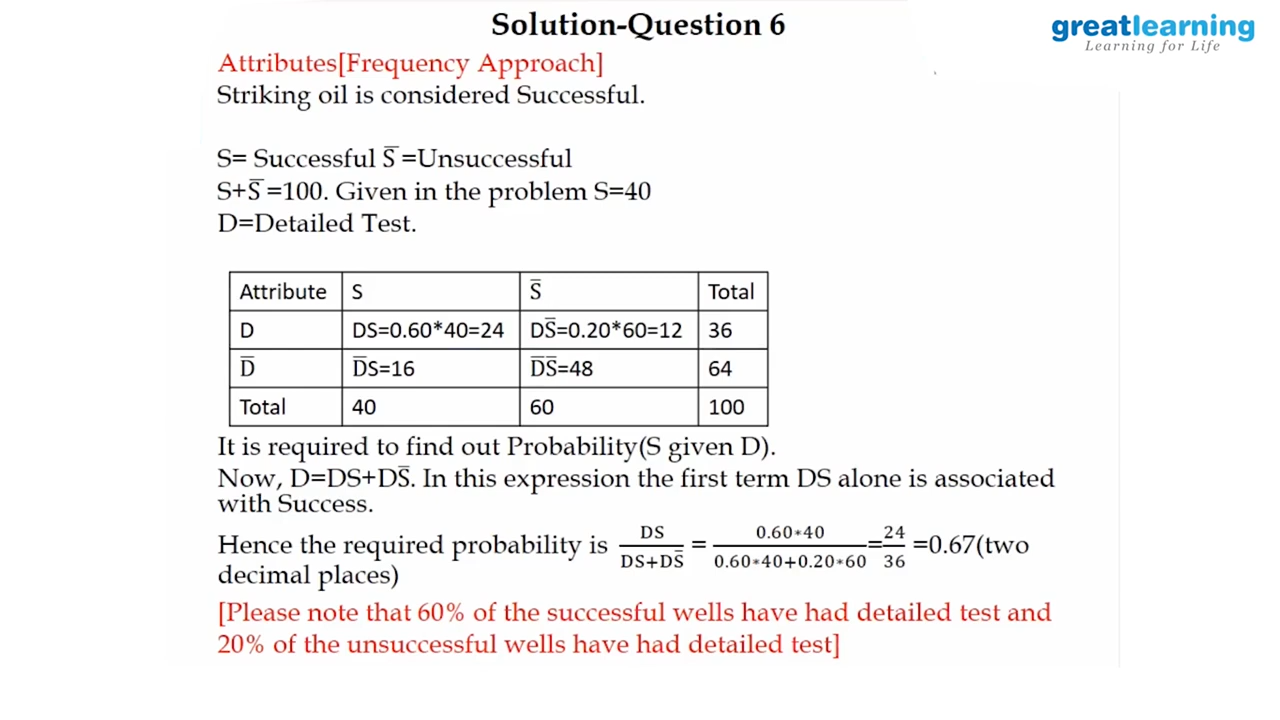 Solution-Question 6
greatlearning
Learning for Life
Attributes[Frequency Approach]
Striking oil is considered Successful.
S= Successful S̅ =Unsuccessful
S+S̅ =100. Given in the problem S=40
D=Detailed Test.
Attribute S S̅ Total
D DS=0.60*40=24 DS̅=0.20*60=12 36
D̅ D̅S=16 D̅S̅=48 64
Total 40 60 100
It is required to find out Probability(S given D).
Now, D=DS+DS̅. In this expression the first term DS alone is associated
with Success.
Hence the required probability is DS/(DS+DS̅) = 0.60*40/(0.60*40+0.20*60)=24/36 =0.67(two
decimal places)
[Please note that 60% of the successful wells have had detailed test and
20% of the unsuccessful wells have had detailed test]